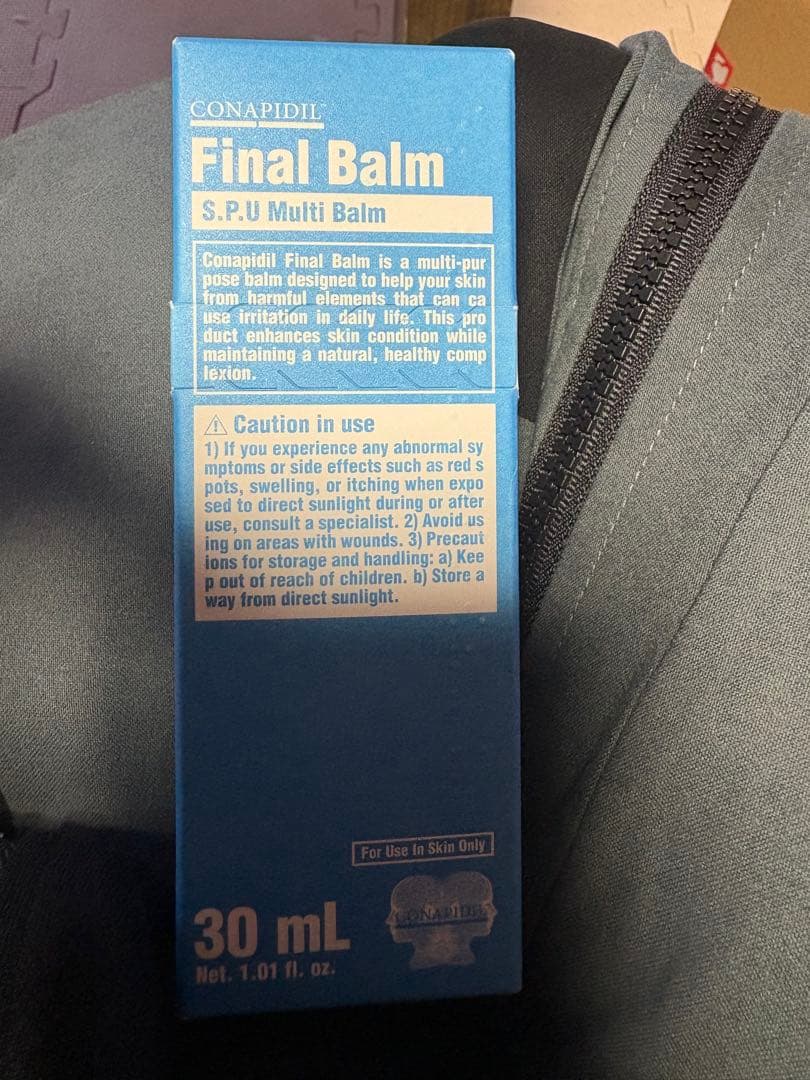 CONAPIDIL™
Final Balm
S.P.U Multi Balm
Conapidil Final Balm is a multi-pur
pose balm designed to help your skin
from harmful elements that can ca
use irritation in daily life. This pro
duct enhances skin condition while
maintaining a natural, healthy comp
lexion.
⚠ Caution in use
1) If you experience any abnormal sy
mptoms or side effects such as red s
pots, swelling, or itching when expo
sed to direct sunlight during or after
use, consult a specialist. 2) Avoid us
ing on areas with wounds. 3) Precaut
ions for storage and handling: a) Kee
p out of reach of children. b) Store a
way from direct sunlight.
For Use In Skin Only
30 mL
CONAPIDIL
Net. 1.01 fl. oz.